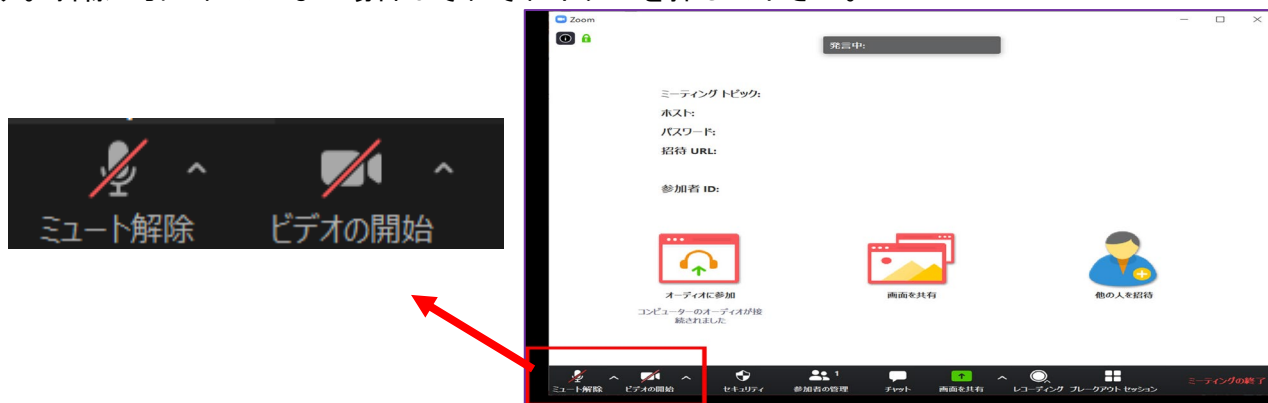 Zoom
発言中:
ミーティング トピック:
ホスト:
パスワード:
招待 URL:
参加者 ID:
ミュート解除
ビデオの開始
オーディオに参加
画面を共有
他の人を招待
コンピューターのオーディオが接
続されました
ミュート解除
ビデオの開始
セキュリティ
1
参加者の管理
チャット
画面を共有
レコーディング
ブレークアウト セッション
ミーティングの終了